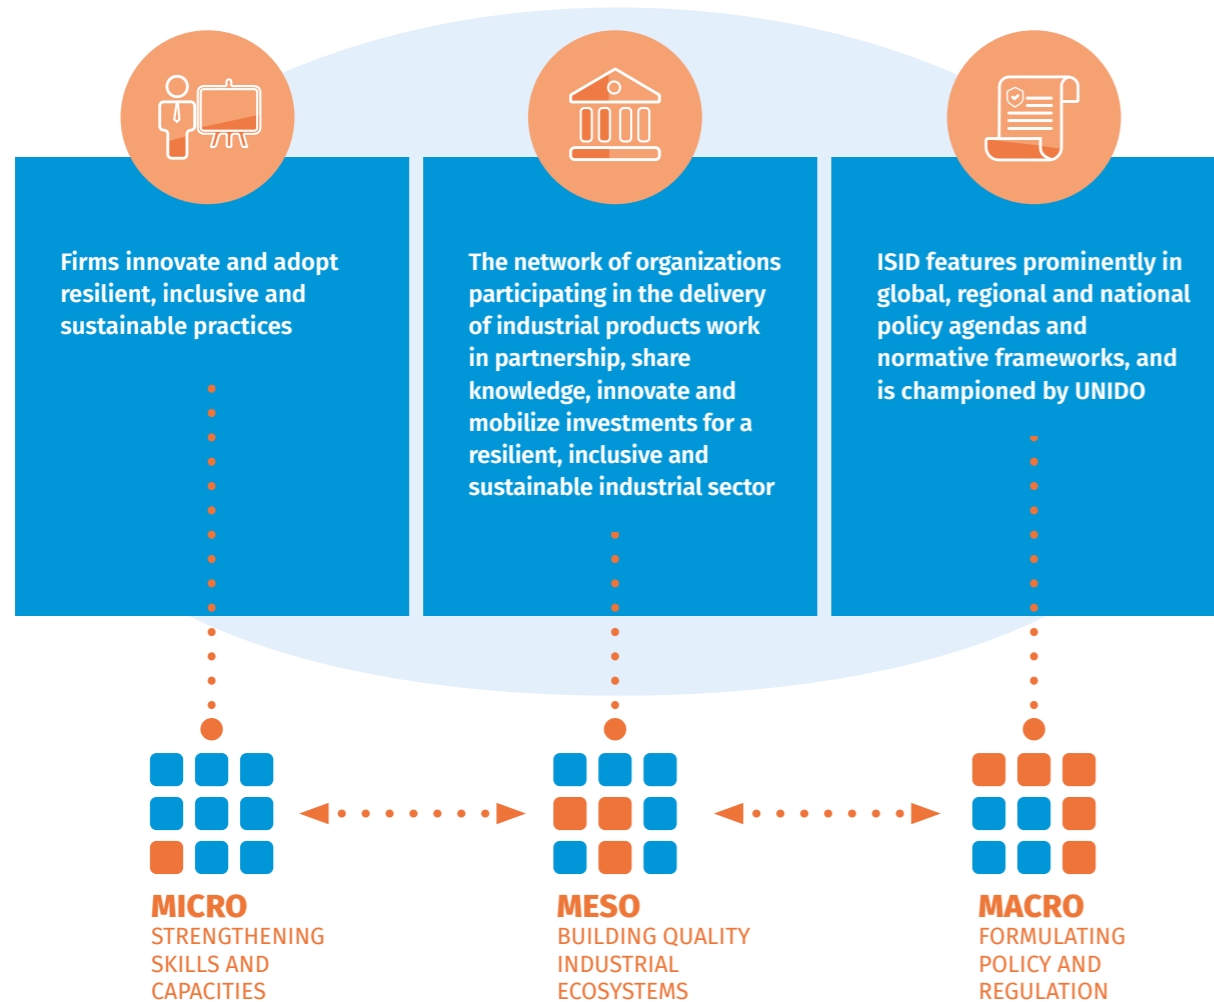 Firms innovate and adopt
resilient, inclusive and
sustainable practices
The network of organizations
participating in the delivery
of industrial products work
in partnership, share
knowledge, innovate and
mobilize investments for a
resilient, inclusive and
sustainable industrial sector
ISID features prominently in
global, regional and national
policy agendas and
normative frameworks, and
is championed by UNIDO
MICRO
STRENGTHENING
SKILLS AND
CAPACITIES
MESO
BUILDING QUALITY
INDUSTRIAL
ECOSYSTEMS
MACRO
FORMULATING
POLICY AND
REGULATION